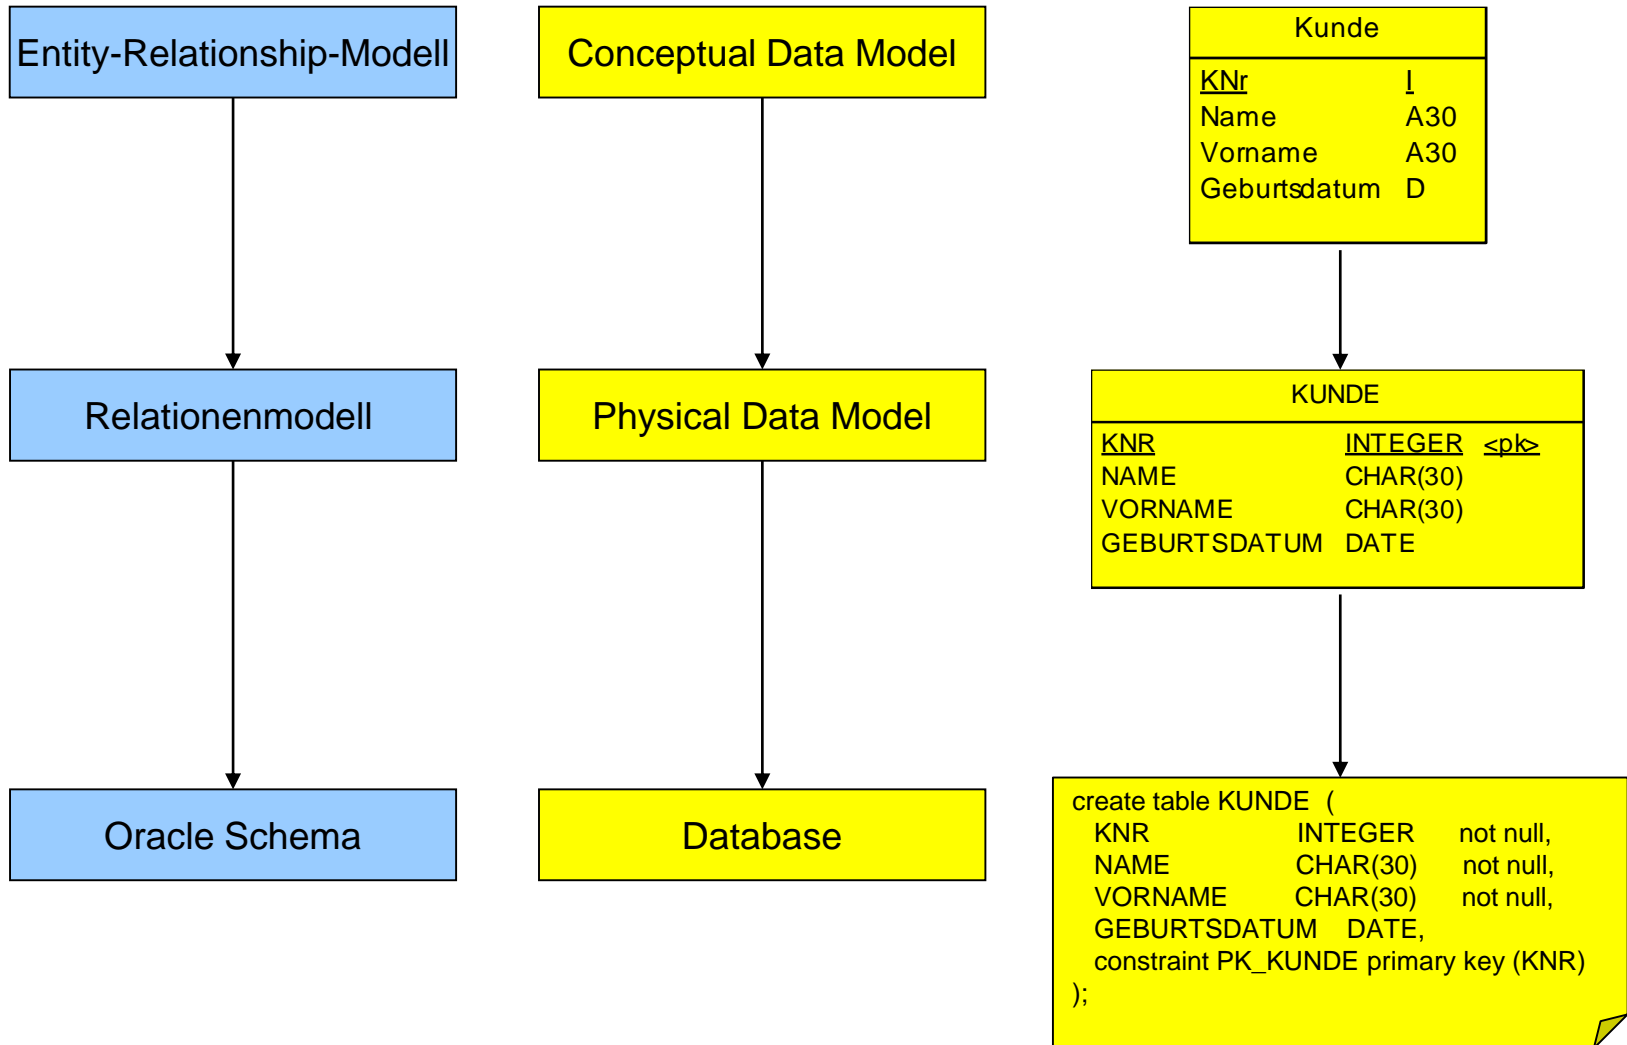 Entity-Relationship-Modell
Conceptual Data Model
Kunde
KNr I
Name A30
Vorname A30
Geburtsdatum D
Relationenmodell
Physical Data Model
KUNDE
KNR INTEGER <pk>
NAME CHAR(30)
VORNAME CHAR(30)
GEBURTSDATUM DATE
Oracle Schema
Database
create table KUNDE (
KNR INTEGER not null,
NAME CHAR(30) not null,
VORNAME CHAR(30) not null,
GEBURTSDATUM DATE,
constraint PK_KUNDE primary key (KNR)
);